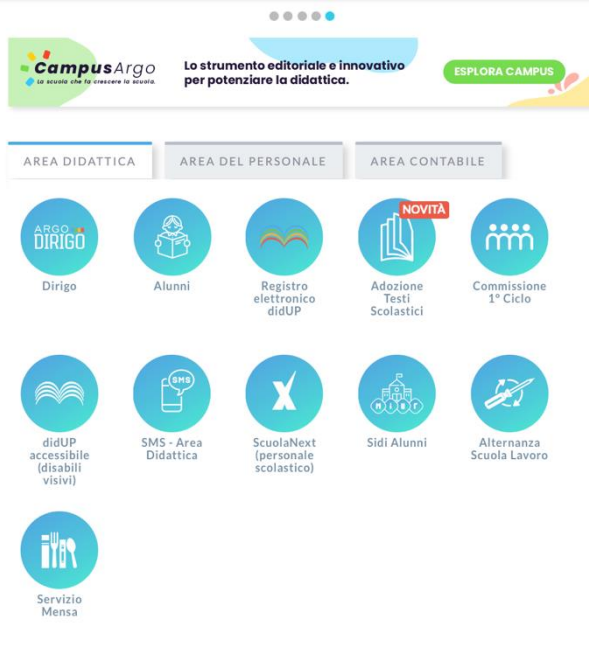 CampusArgo
La scuola che fa crescere la scuola.
Lo strumento editoriale e innovativo
per potenziare la didattica.
ESPLORA CAMPUS
AREA DIDATTICA
AREA DEL PERSONALE
AREA CONTABILE
ARGO
DIRIGO
Dirigo
Alunni
Registro
elettronico
didUP
NOVITÀ
Adozione
Testi
Scolastici
Commissione
1° Ciclo
didUP
accessibile
(disabili
visivi)
SMS
SMS - Area
Didattica
X
ScuolaNext
(personale
scolastico)
MIUR
Sidi Alunni
Alternanza
Scuola Lavoro
Servizio
Mensa